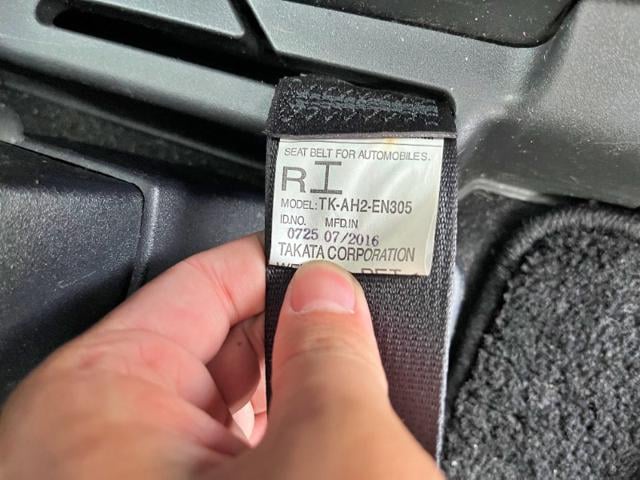 SEAT BELT FOR AUTOMOBILES.
RI
MODEL: TK-AH2-EN305
ID.NO. MFD.IN
0725 07/2016
TAKATA CORPORATION